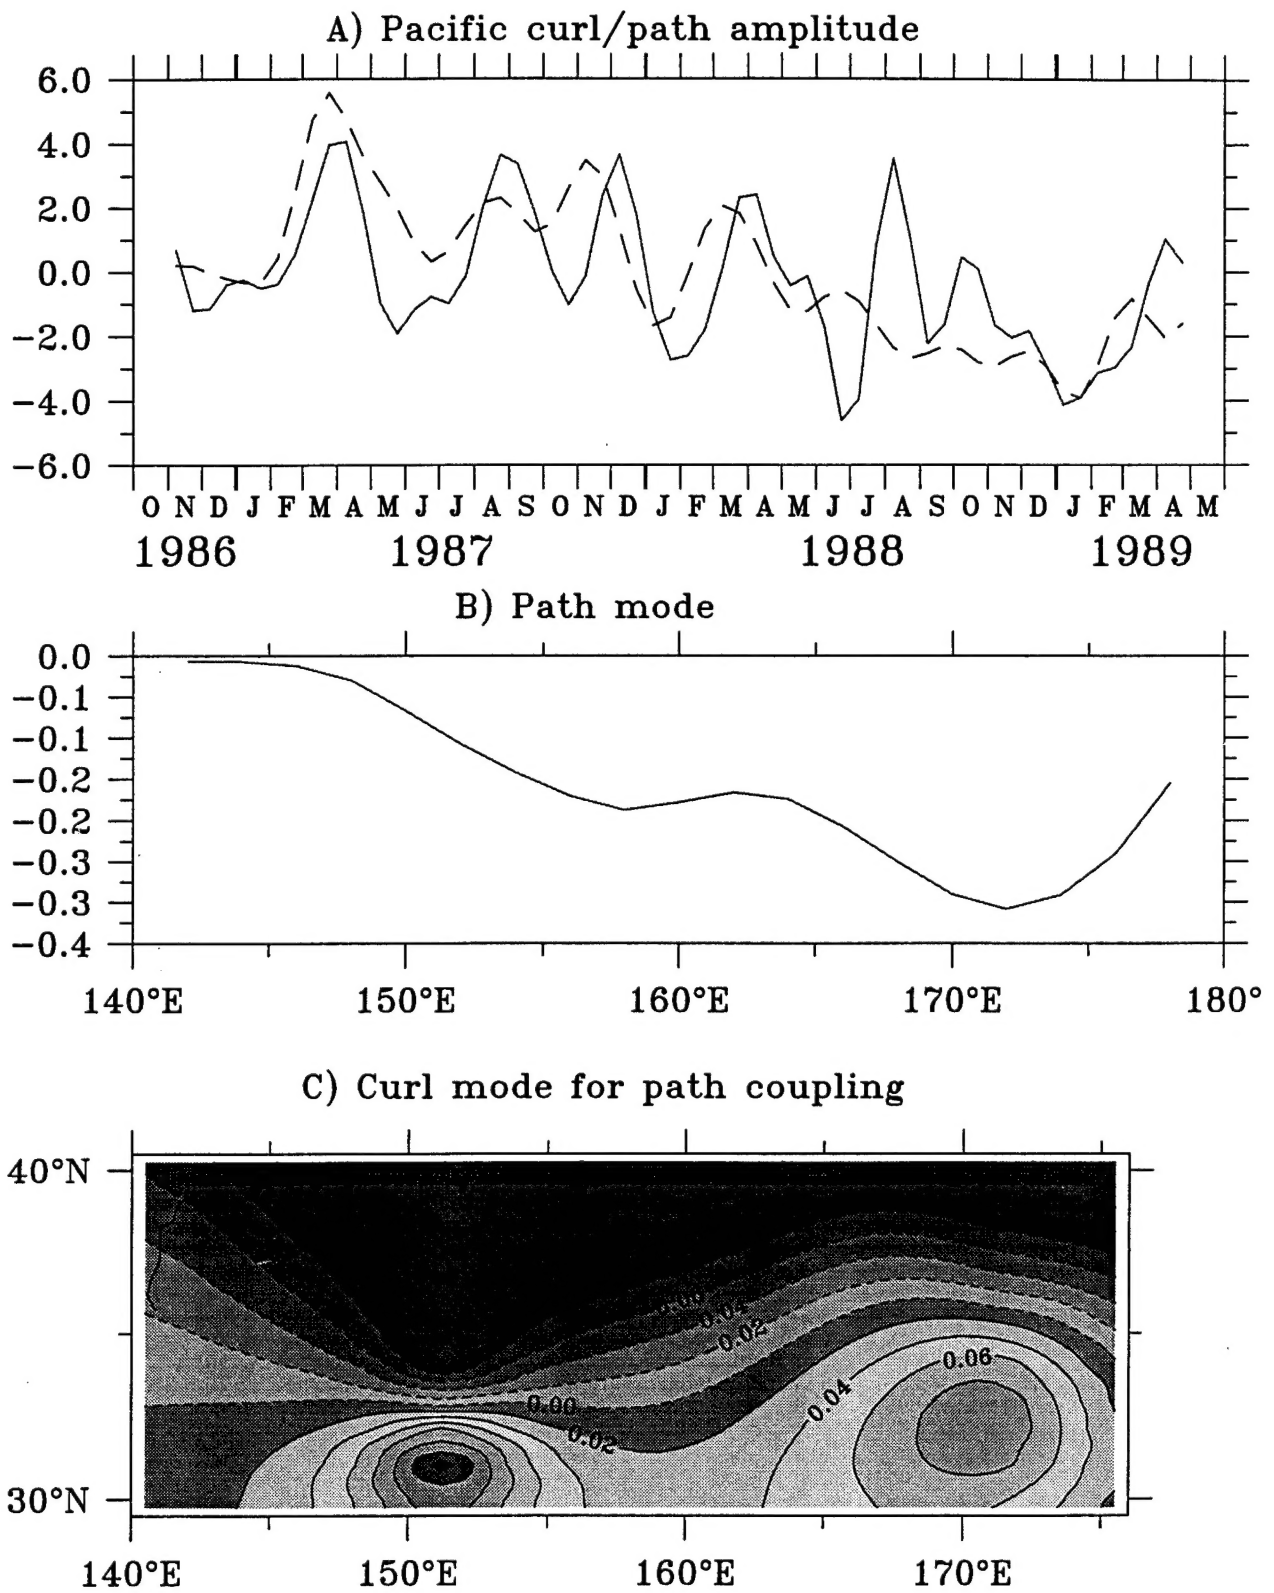 A) Pacific curl/path amplitude
6.0
4.0
2.0
0.0
−2.0
−4.0
−6.0
O N D J F M A M J J A S O N D J F M A M J J A S O N D J F M A M
1986 1987 1988 1989
B) Path mode
0.0
−0.1
−0.1
−0.2
−0.2
−0.3
−0.3
−0.4
140°E 150°E 160°E 170°E 180°
C) Curl mode for path coupling
40°N
0.04
0.02
0.06
0.04
0.00
0.02
30°N
140°E 150°E 160°E 170°E